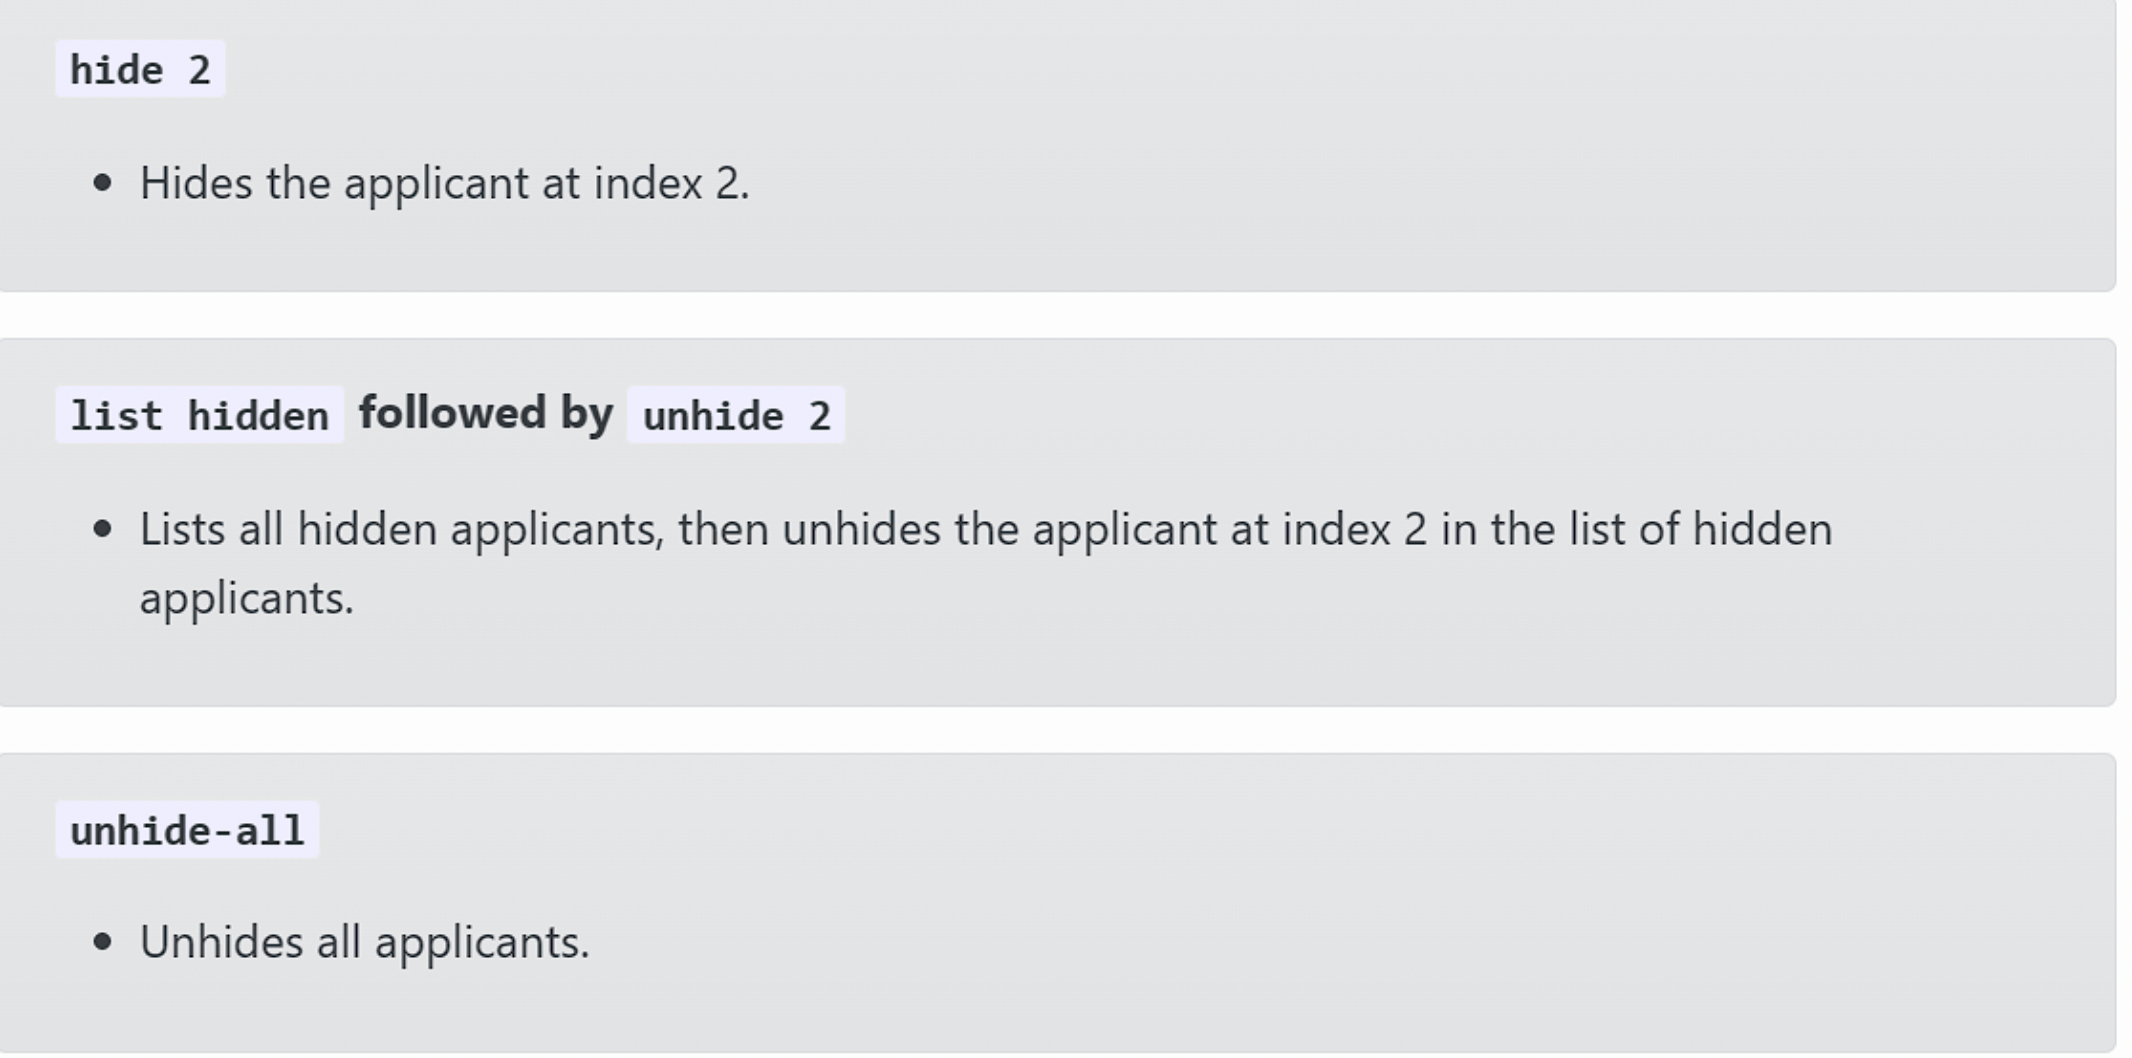 hide 2
• Hides the applicant at index 2.
list hidden followed by unhide 2
• Lists all hidden applicants, then unhides the applicant at index 2 in the list of hidden
applicants.
unhide-all
• Unhides all applicants.